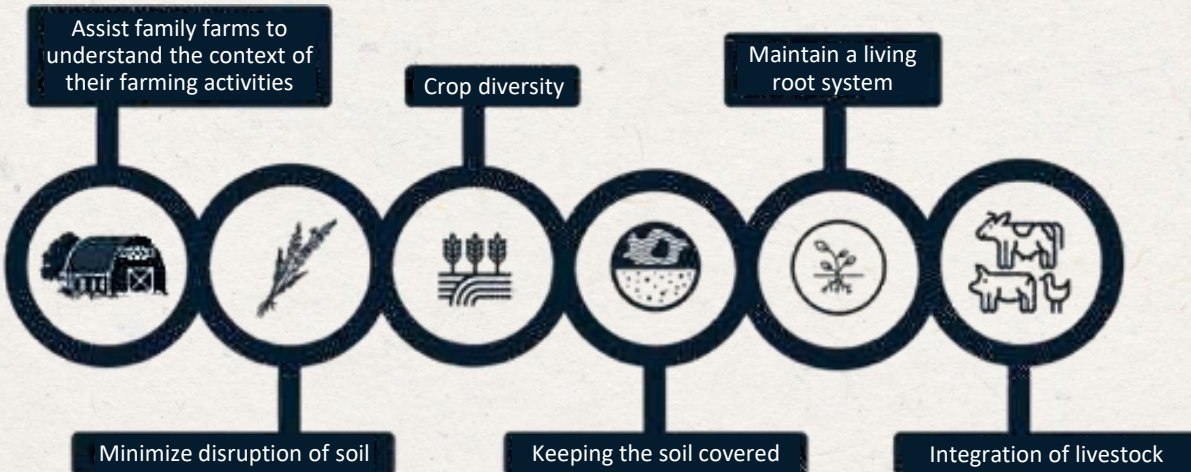 Assist family farms to
understand the context of
their farming activities
Minimize disruption of soil
Crop diversity
Keeping the soil covered
Maintain a living
root system
Integration of livestock